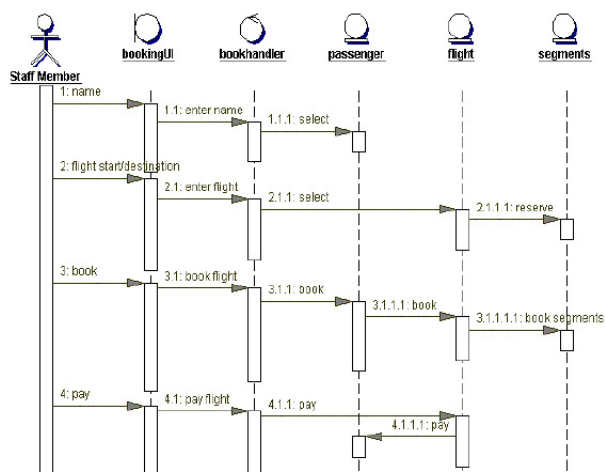 Staff Member
bookingUI
bookhandler
passenger
flight
segments
1: name
1.1: enter name
1.1.1: select
2: flight start/destination
2.1: enter flight
2.1.1: select
2.1.1.1: reserve
3: book
3.1: book flight
3.1.1: book
3.1.1.1: book
3.1.1.1.1: book segments
4: pay
4.1: pay flight
4.1.1: pay
4.1.1.1: pay